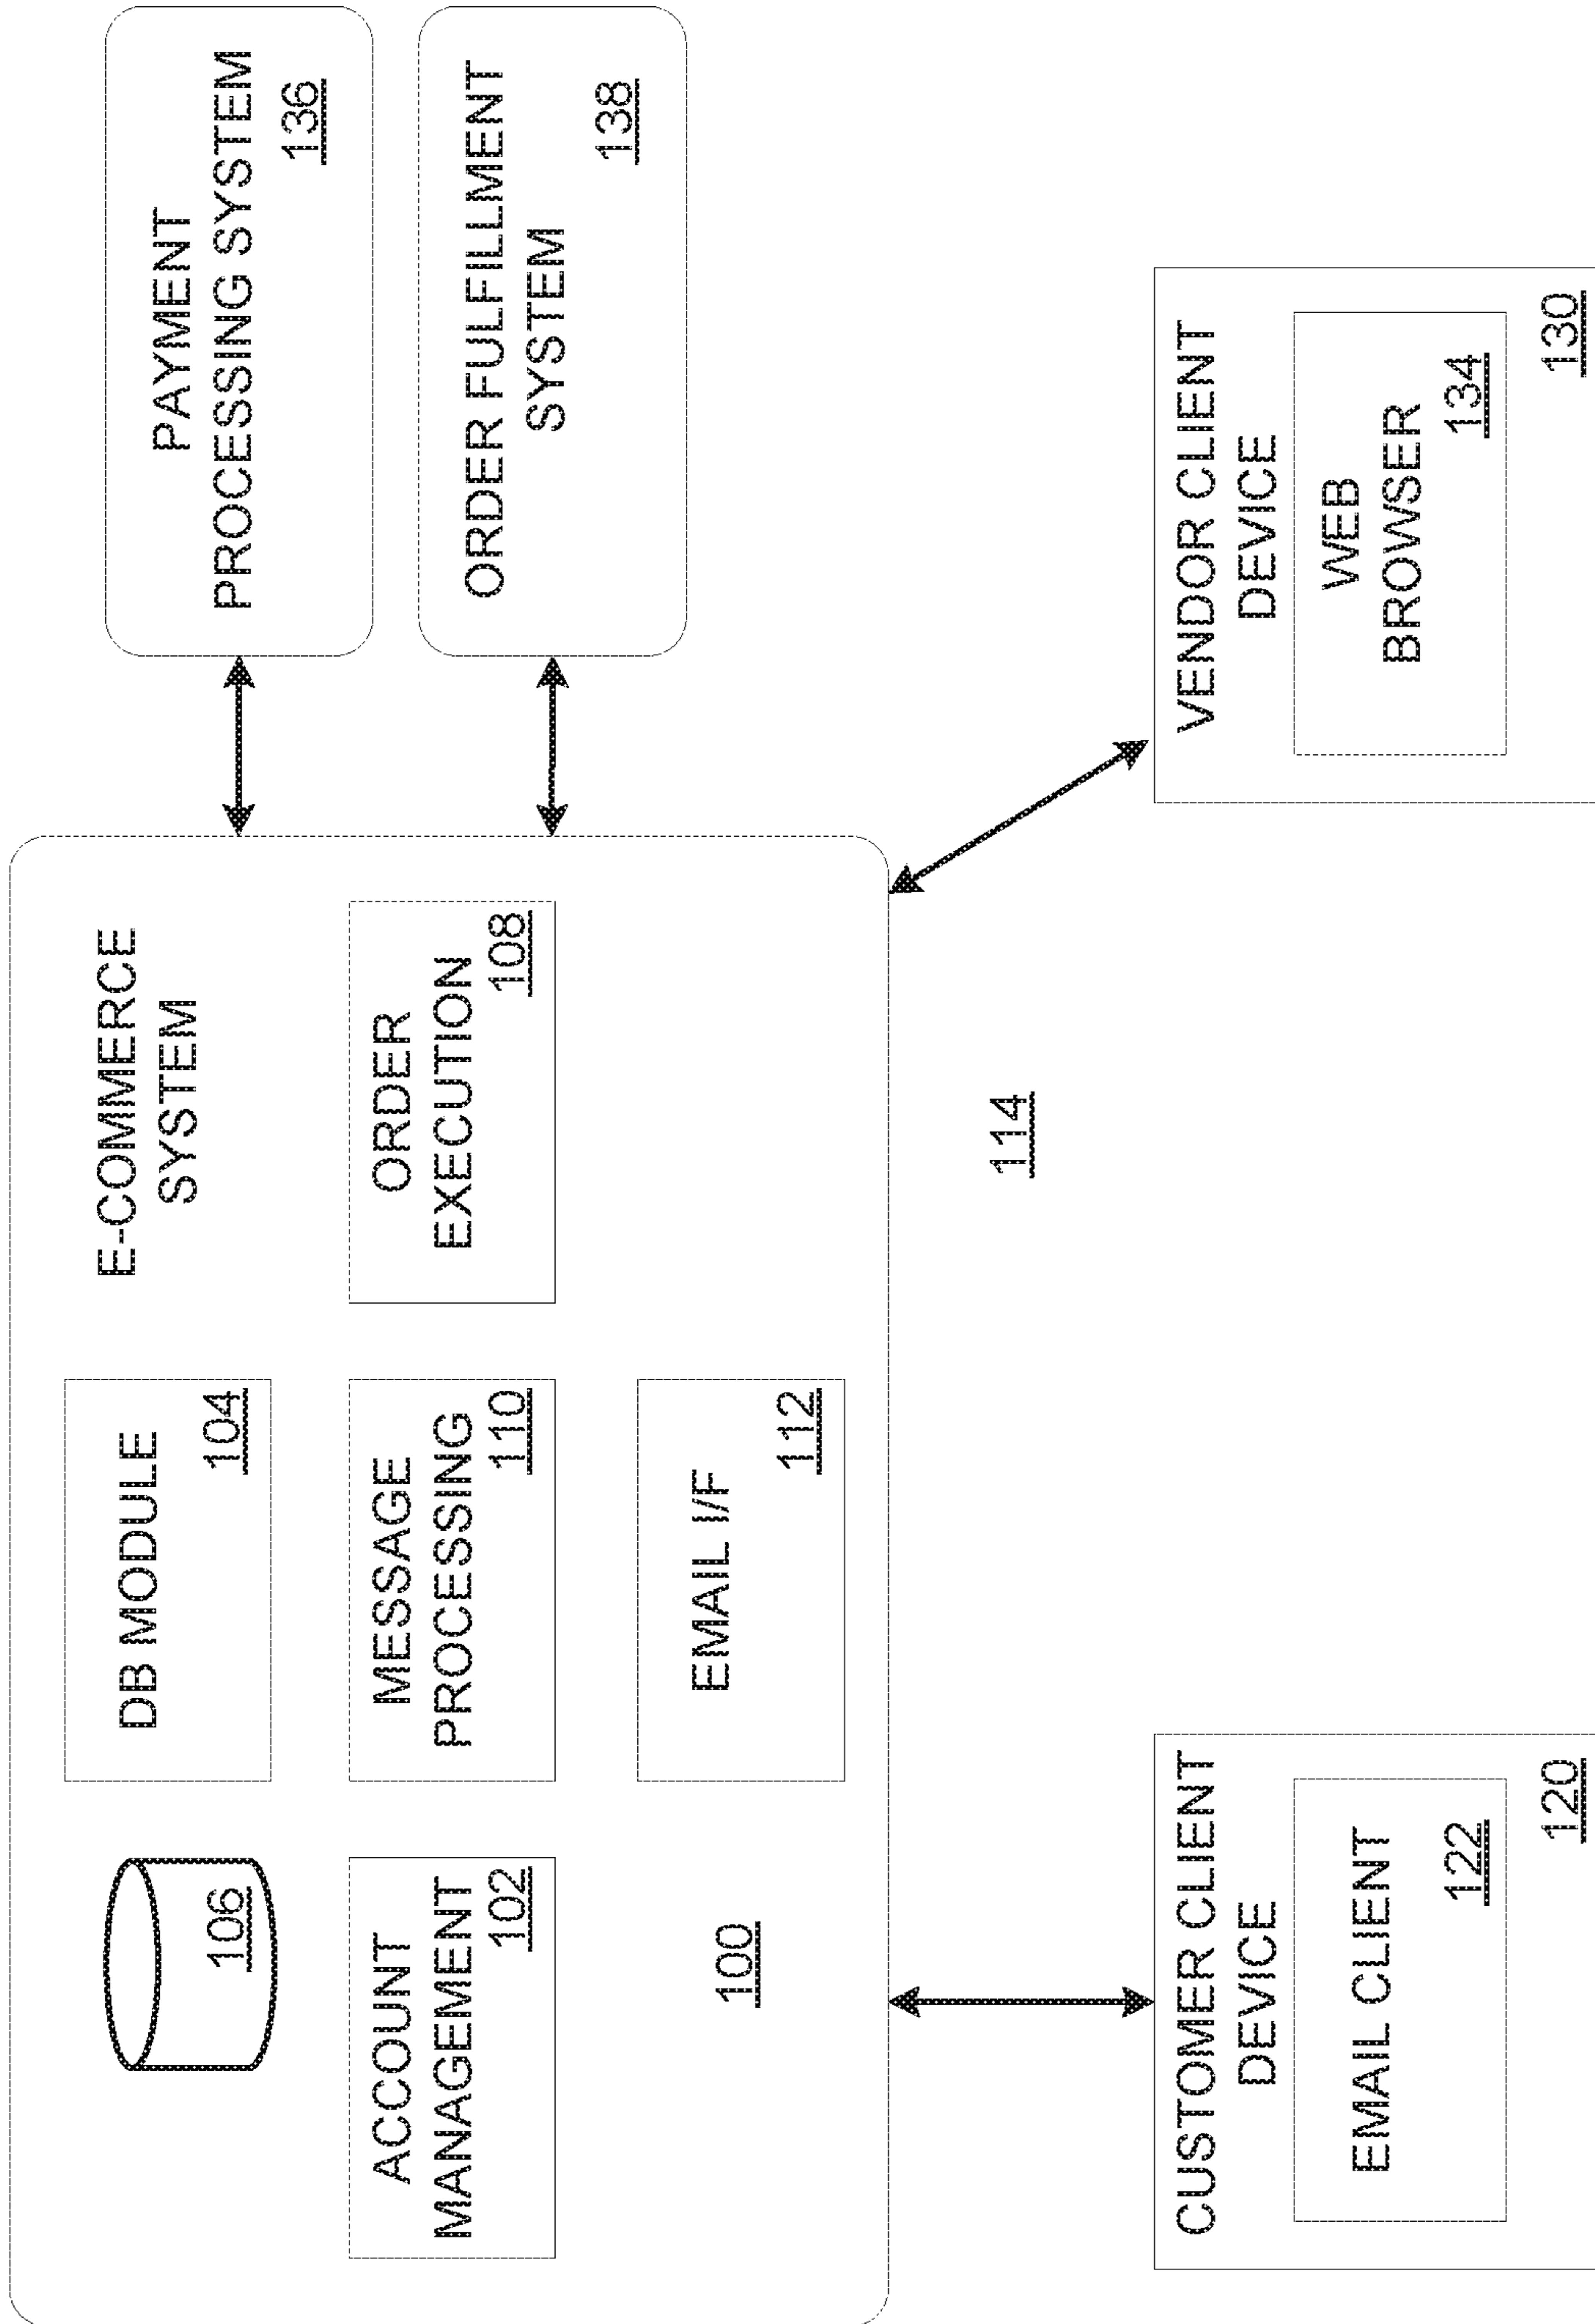 E-COMMERCE
SYSTEM
106
DB MODULE
104
ACCOUNT
MANAGEMENT
102
MESSAGE
PROCESSING
110
ORDER
EXECUTION
108
EMAIL I/F
112
100
PAYMENT
PROCESSING SYSTEM
136
ORDER FULFILLMENT
SYSTEM
138
114
CUSTOMER CLIENT
DEVICE
EMAIL CLIENT
122
120
VENDOR CLIENT
DEVICE
WEB
BROWSER
134
130